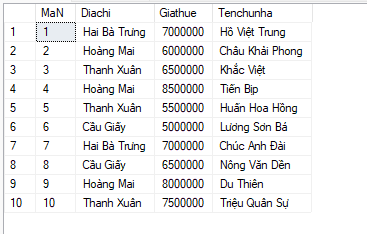 MaN Diachi Giathue Tenchunha
1 1 Hai Bà Trưng 7000000 Hồ Việt Trung
2 2 Hoàng Mai 6000000 Châu Khải Phong
3 3 Thanh Xuân 6500000 Khắc Việt
4 4 Hoàng Mai 8500000 Tiến Bịp
5 5 Thanh Xuân 5500000 Huấn Hoa Hồng
6 6 Cầu Giấy 5000000 Lương Sơn Bá
7 7 Hai Bà Trưng 7000000 Chúc Anh Đài
8 8 Cầu Giấy 6500000 Nông Văn Dền
9 9 Hoàng Mai 8000000 Du Thiên
10 10 Thanh Xuân 7500000 Triệu Quân Sự